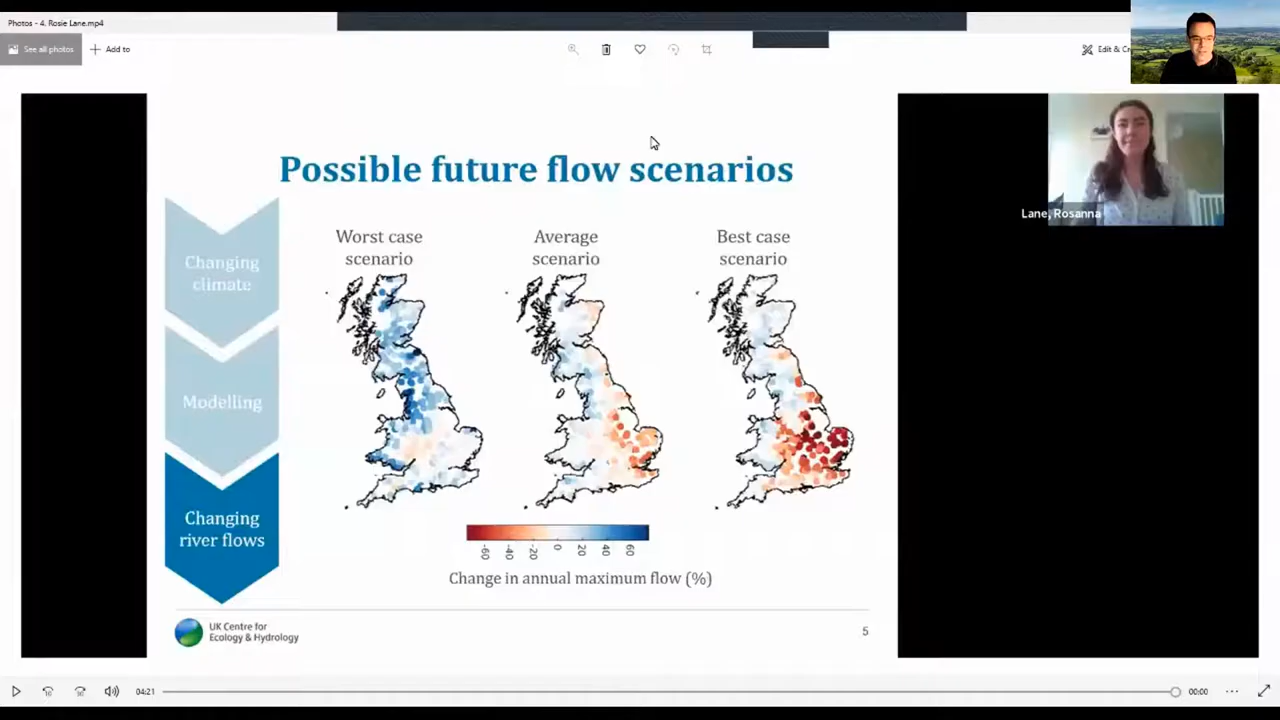 Photos - 4. Rosie Lane.mp4
See all photos
Add to
Possible future flow scenarios
Lane, Rosanna
Changing
climate
Modelling
Changing
river flows
Worst case
scenario
Average
scenario
Best case
scenario
-60 -40 -20 0 20 40 60
Change in annual maximum flow (%)
UK Centre for
Ecology & Hydrology
5
04:21
00:00